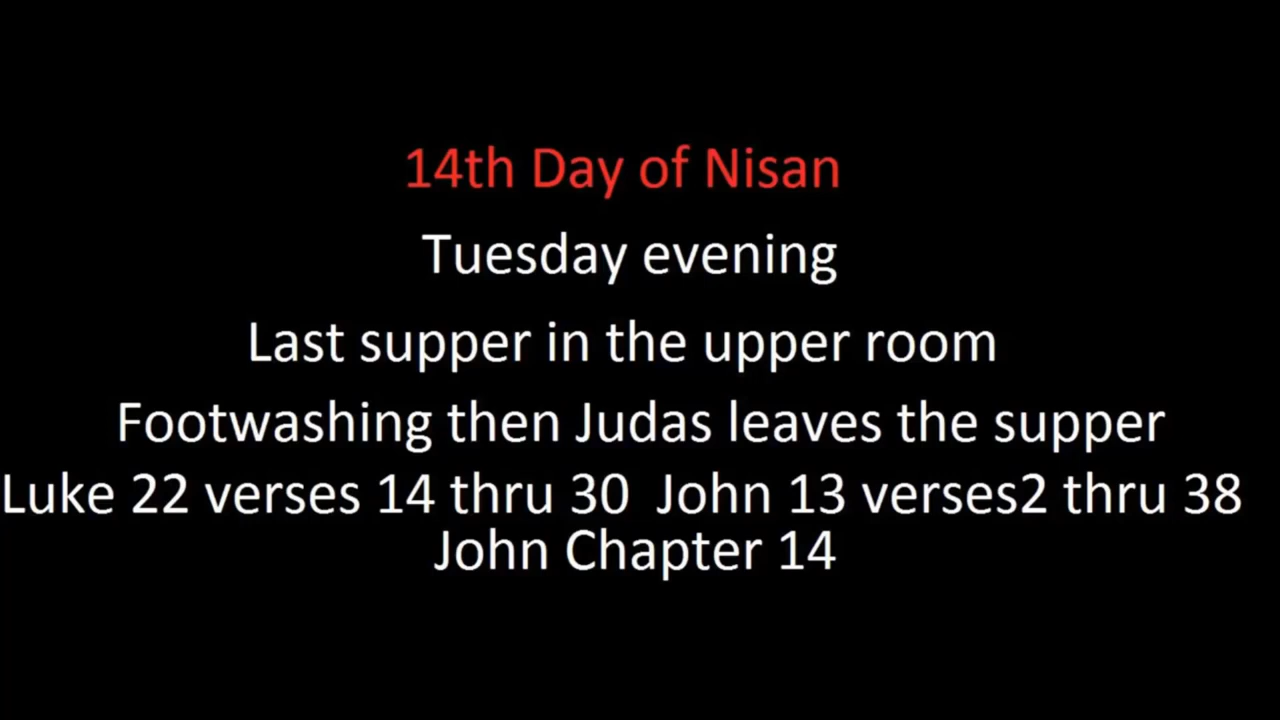 14th Day of Nisan
Tuesday evening
Last supper in the upper room
Footwashing then Judas leaves the supper
Luke 22 verses 14 thru 30  John 13 verses2 thru 38
John Chapter 14